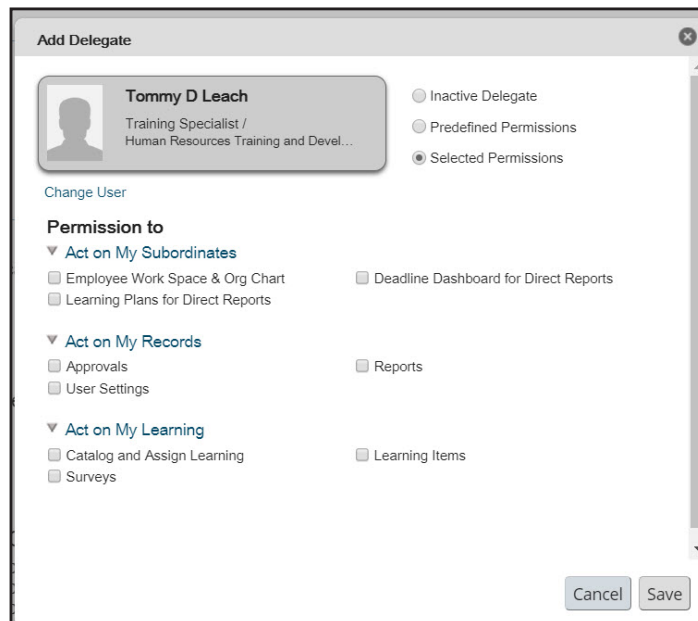 Add Delegate
Tommy D Leach
Training Specialist /
Human Resources Training and Devel…
Inactive Delegate
Predefined Permissions
Selected Permissions
Change User
Permission to
Act on My Subordinates
Employee Work Space & Org Chart
Deadline Dashboard for Direct Reports
Learning Plans for Direct Reports
Act on My Records
Approvals
Reports
User Settings
Act on My Learning
Catalog and Assign Learning
Learning Items
Surveys
Cancel
Save